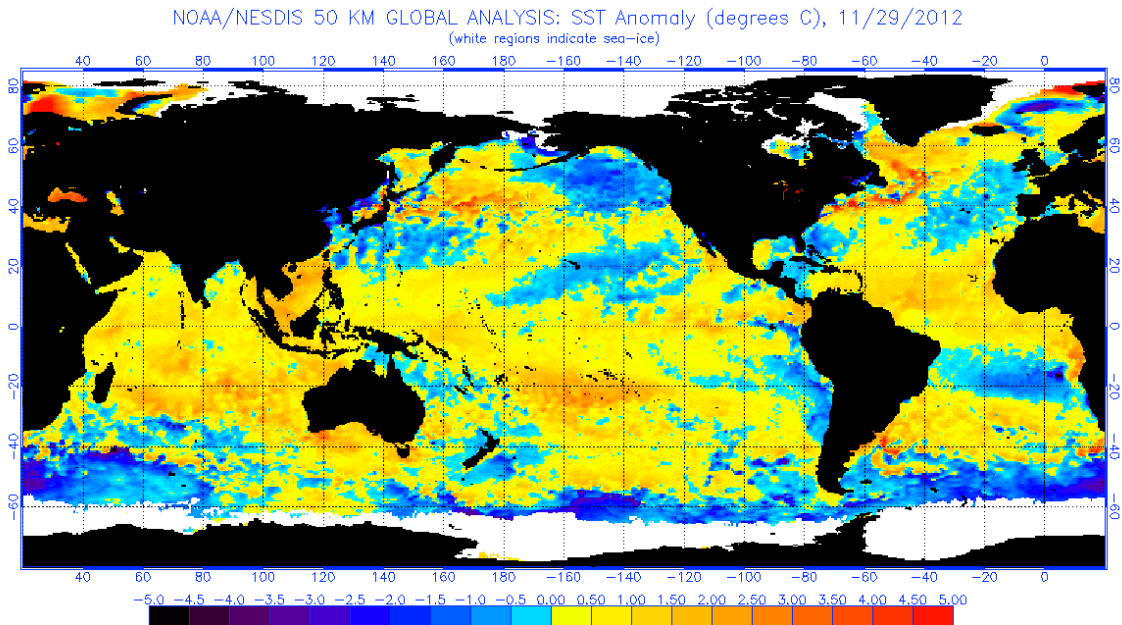 NOAA/NESDIS 50 KM GLOBAL ANALYSIS: SST Anomaly (degrees C), 11/29/2012
(white regions indicate sea-ice)
40 60 80 100 120 140 160 180 -160 -140 -120 -100 -80 -60 -40 -20 0
80 80
60 60
40 40
20 20
0 0
-20 -20
-40 -40
-60 -60
40 60 80 100 120 140 160 180 -160 -140 -120 -100 -80 -60 -40 -20 0
-5.0 -4.5 -4.0 -3.5 -3.0 -2.5 -2.0 -1.5 -1.0 -0.5 0.00 0.50 1.00 1.50 2.00 2.50 3.00 3.50 4.00 4.50 5.00